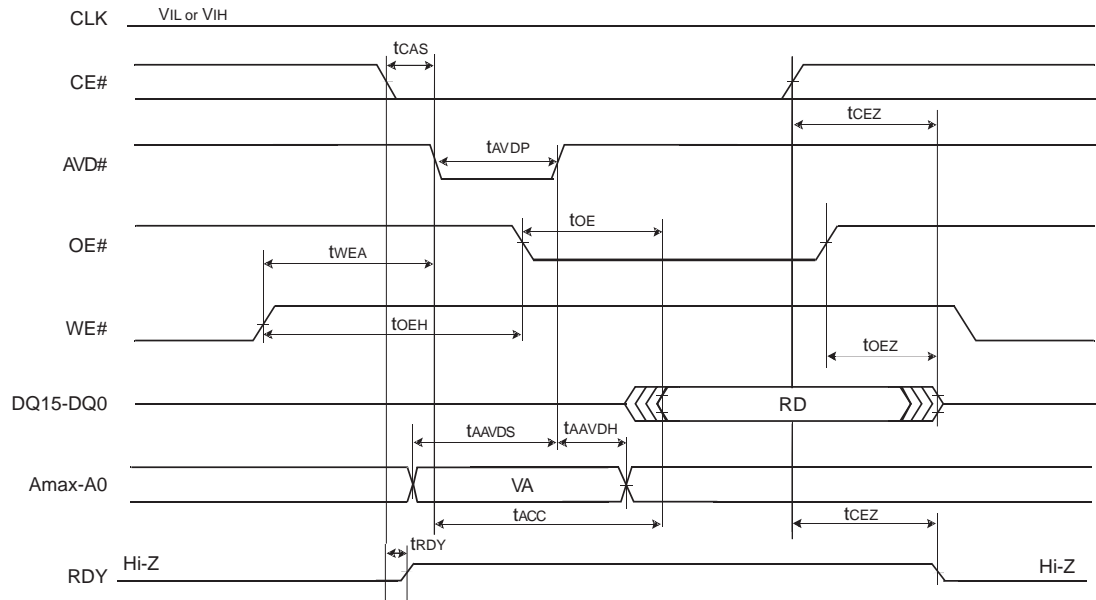 CLK VIL or VIH
tCAS
CE#
tCEZ
AVD# tAVDP
OE# tOE
tWEA
WE# tOEH
tOEZ
DQ15-DQ0 RD
tAAVDS tAAVDH
Amax-A0 VA
tACC tCEZ
tRDY
RDY Hi-Z Hi-Z